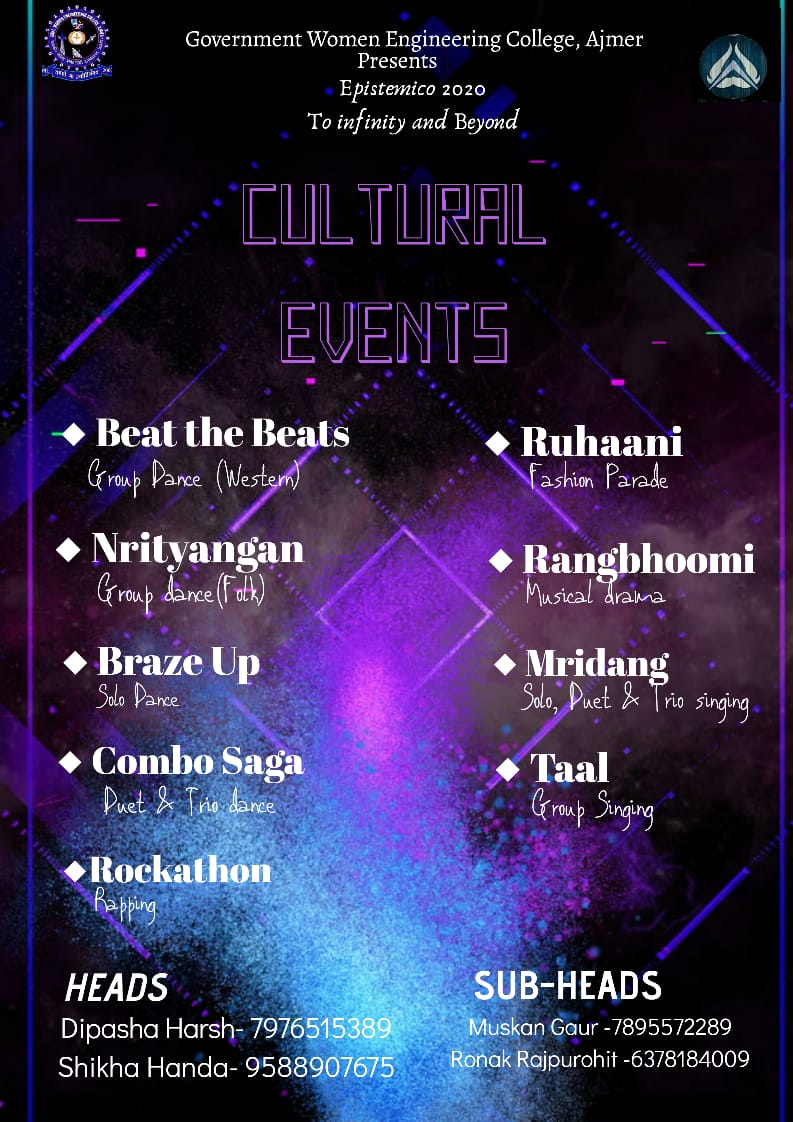 Government Women Engineering College, Ajmer
Presents
Epistemico 2020
To infinity and Beyond
CULTURAL
EVENTS
◆ Beat the Beats
Group Dance (Western)
◆ Nrityangan
Group dance(Folk)
◆ Braze Up
Solo Dance
◆ Combo Saga
Duet & Trio dance
◆Rockathon
Rapping
◆ Ruhaani
Fashion Parade
◆ Rangbhoomi
Musical drama
◆ Mridang
Solo, Duet & Trio singing
◆ Taal
Group Singing
HEADS
Dipasha Harsh- 7976515389
Shikha Handa- 9588907675
SUB-HEADS
Muskan Gaur -7895572289
Ronak Rajpurohit -6378184009